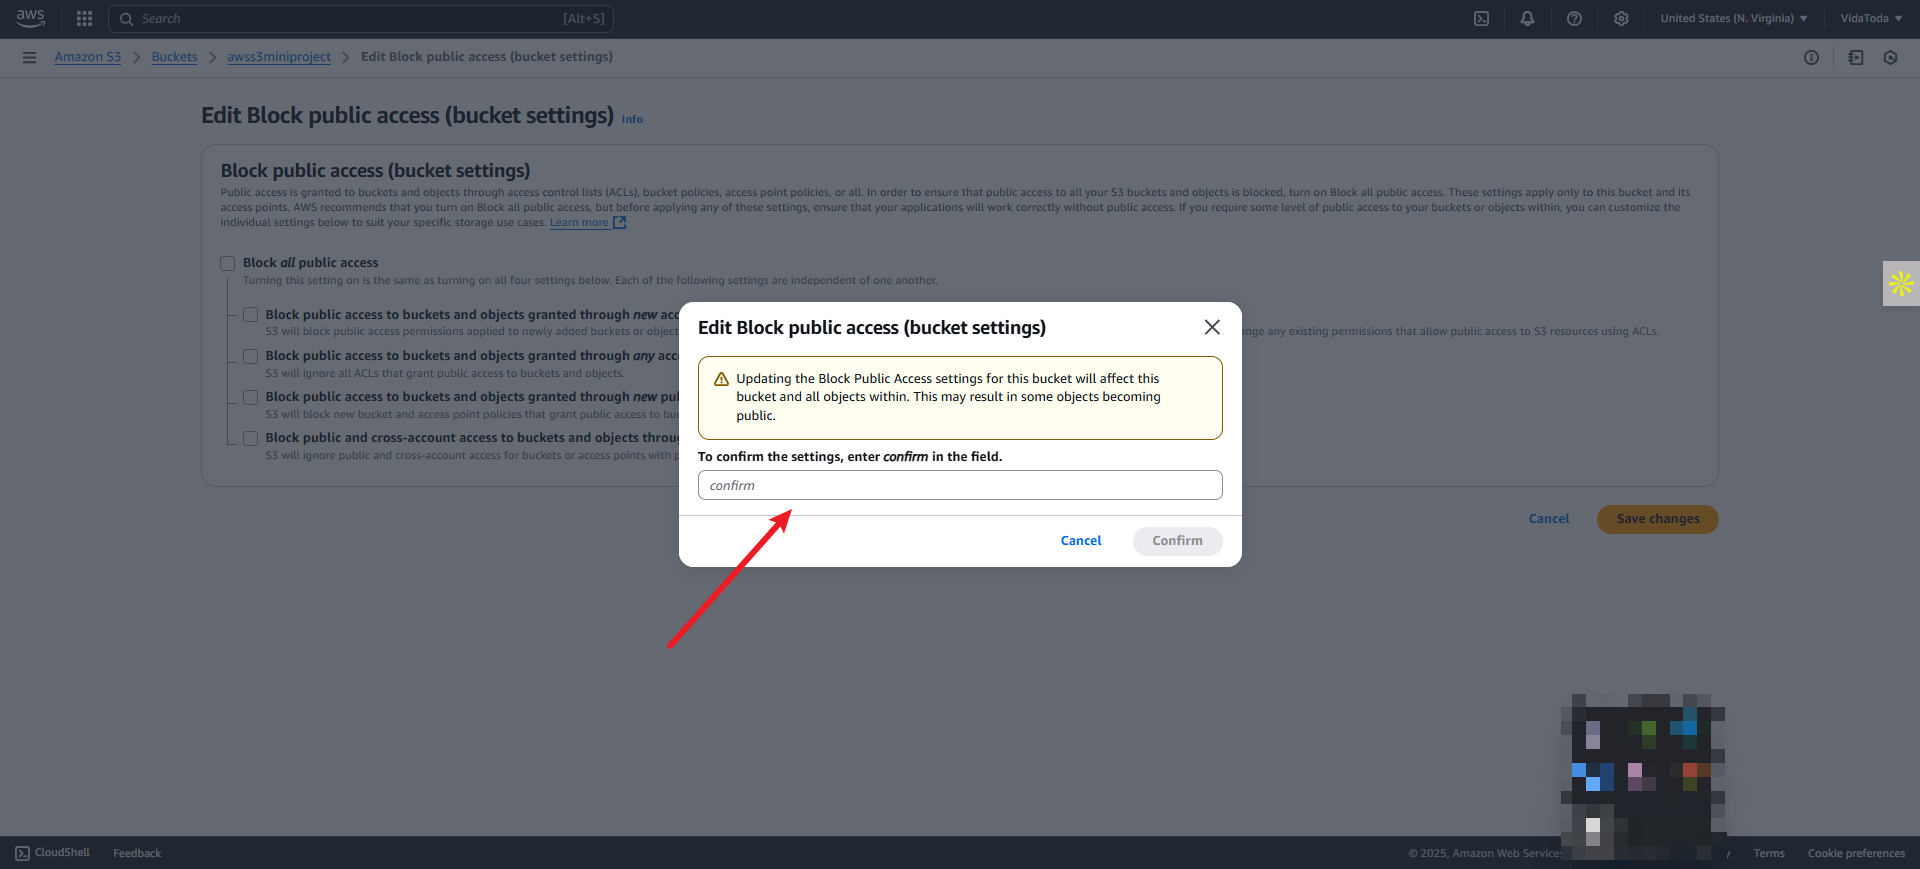 aws
Search
[Alt+S]
United States (N. Virginia)
VidaToda
Amazon S3
Buckets
awss3miniproject
Edit Block public access (bucket settings)
Edit Block public access (bucket settings) Info
Block public access (bucket settings)
Public access is granted to buckets and objects through access control lists (ACLs), bucket policies, access point policies, or all. In order to ensure that public access to all your S3 buckets and objects is blocked, turn on Block all public access. These settings apply only to this bucket and its
access points. AWS recommends that you turn on Block all public access, but before applying any of these settings, ensure that your applications will work correctly without public access. If you require some level of public access to your buckets or objects within, you can customize the
individual settings below to suit your specific storage use cases. Learn more
Block all public access
Turning this setting on is the same as turning on all four settings below. Each of the following settings are independent of one another.
Block public access to buckets and objects granted through new acc
S3 will block public access permissions applied to newly added buckets or objec
nge any existing permissions that allow public access to S3 resources using ACLs.
Block public access to buckets and objects granted through any acc
S3 will ignore all ACLs that grant public access to buckets and objects.
Block public access to buckets and objects granted through new pu
S3 will block new bucket and access point policies that grant public access to bu
Block public and cross-account access to buckets and objects throu
S3 will ignore public and cross-account access for buckets or access points with p
Edit Block public access (bucket settings)
Updating the Block Public Access settings for this bucket will affect this
bucket and all objects within. This may result in some objects becoming
public.
To confirm the settings, enter confirm in the field.
confirm
Cancel
Confirm
Cancel
Save changes
CloudShell
Feedback
© 2025, Amazon Web Services
Terms
Cookie preferences